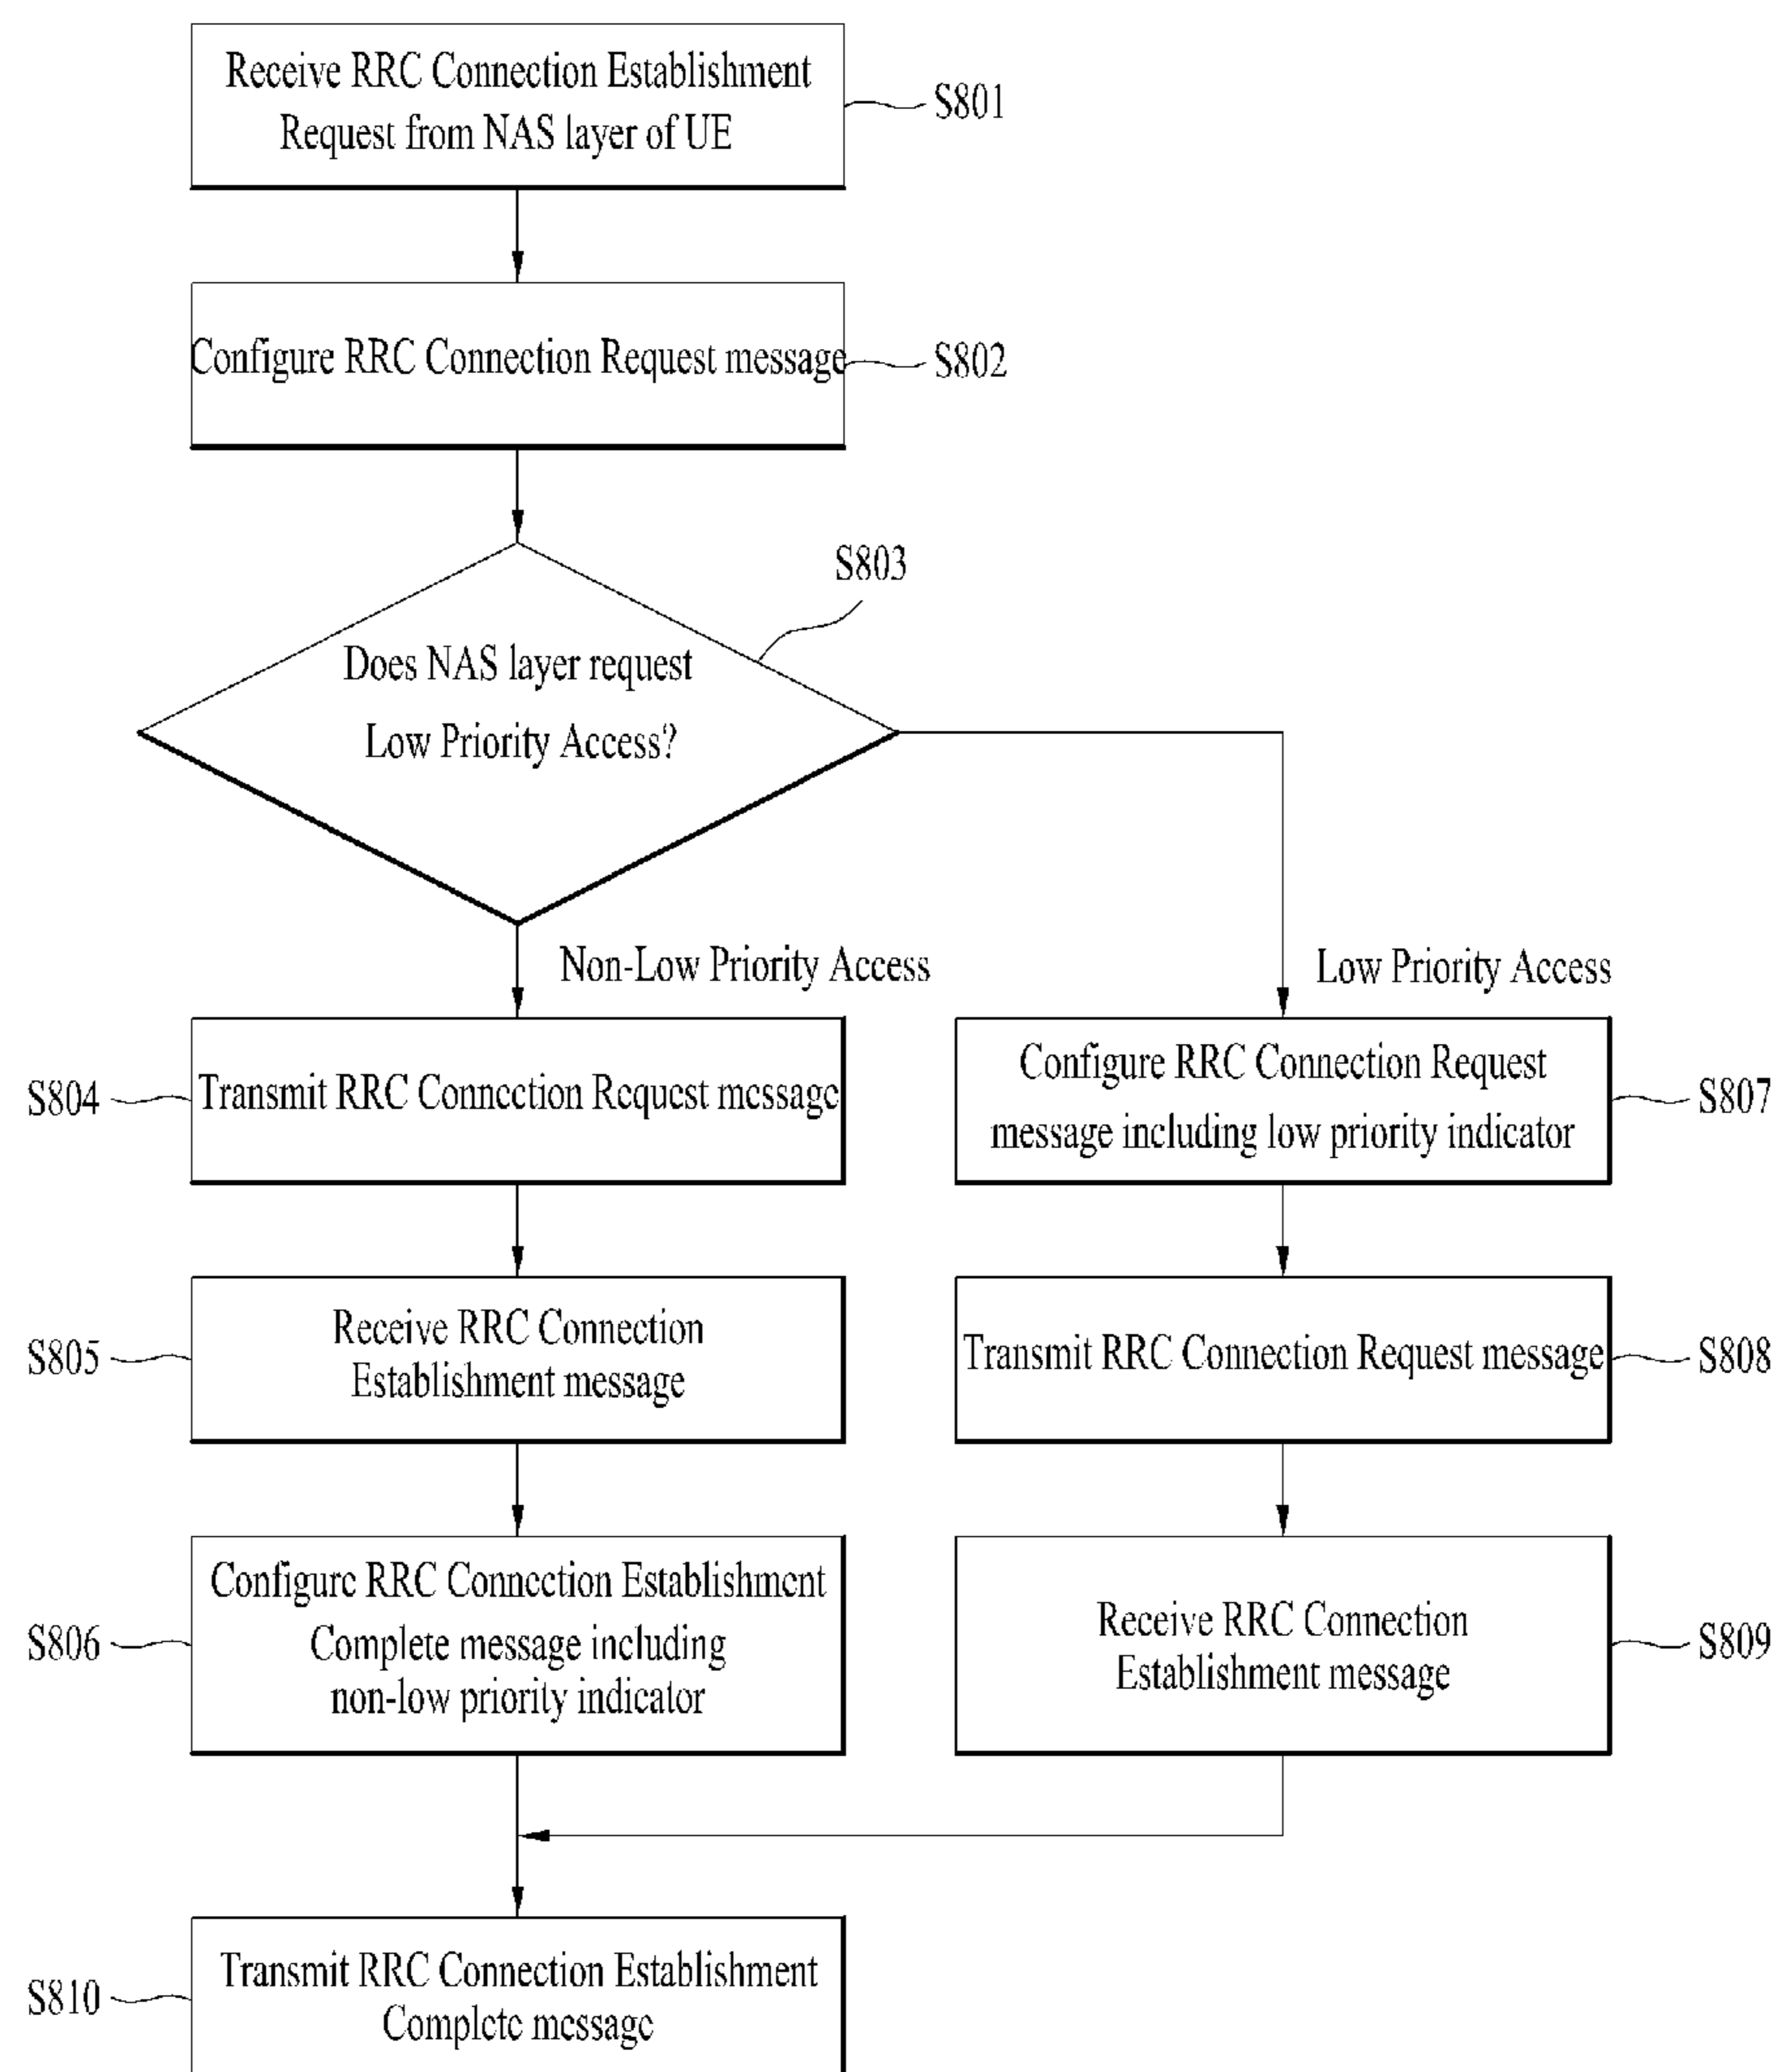 Receive RRC Connection Establishment
Request from NAS layer of UE
S801
Configure RRC Connection Request message
S802
S803
Does NAS layer request
Low Priority Access?
Non-Low Priority Access
Low Priority Access
S804
Transmit RRC Connection Request message
Configure RRC Connection Request
message including low priority indicator
S807
S805
Receive RRC Connection
Establishment message
Transmit RRC Connection Request message
S808
S806
Configure RRC Connection Establishment
Complete message including
non-low priority indicator
Receive RRC Connection
Establishment message
S809
S810
Transmit RRC Connection Establishment
Complete message